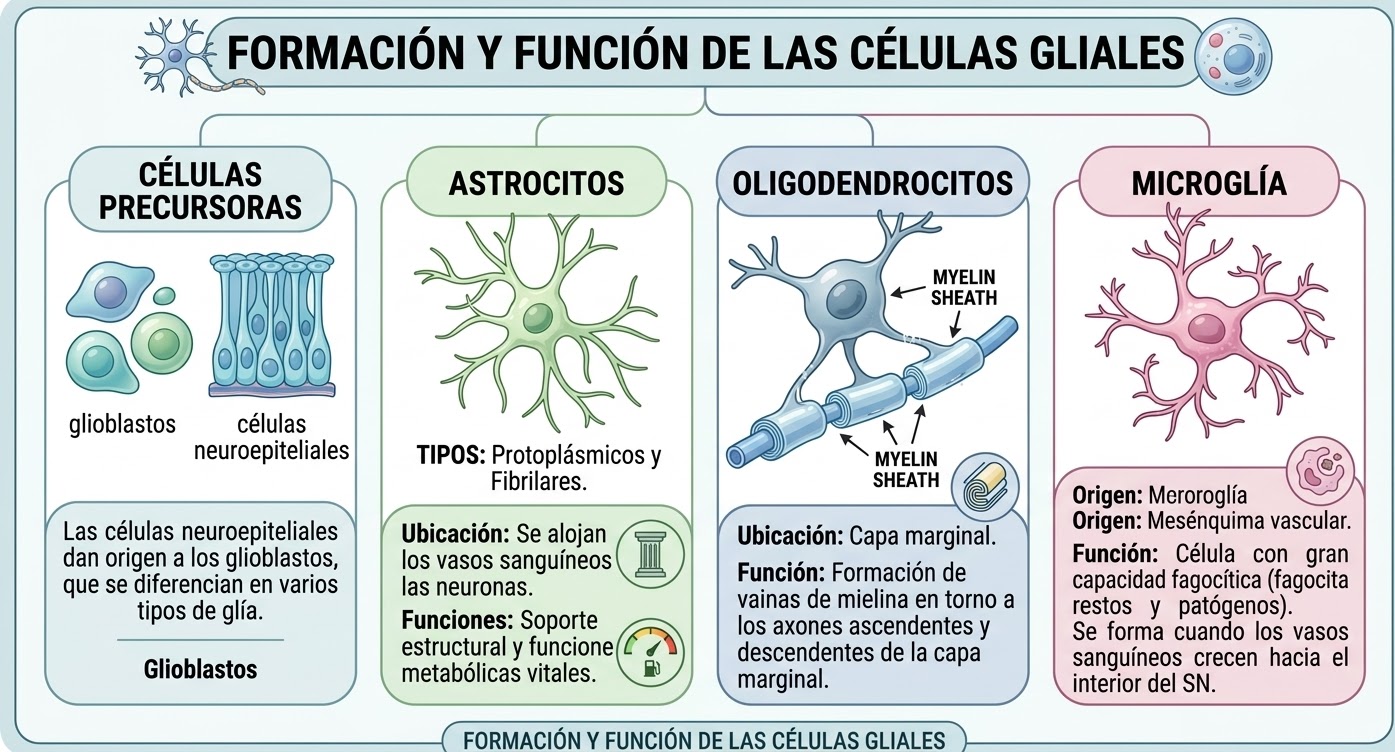 FORMACIÓN Y FUNCIÓN DE LAS CÉLULAS GLIALES
CÉLULAS
PRECURSORAS
glioblastos
células
neuroepiteliales
Las células neuroepiteliales
dan origen a los glioblastos,
que se diferencian en varios
tipos de glía.
Glioblastos
ASTROCITOS
TIPOS: Protoplásmicos y
Fibrilares.
Ubicación: Se alojan
los vasos sanguíneos
las neuronas.
Funciones: Soporte
estructural y funcione
metabólicas vitales.
OLIGODENDROCITOS
MYELIN
SHEATH
MYELIN
SHEATH
Ubicación: Capa marginal.
Función: Formación de
vainas de mielina en torno a
los axones ascendentes y
descendentes de la capa
marginal.
MICROGLÍA
Origen: Meroroglía
Origen: Mesénquima vascular.
Función: Célula con gran
capacidad fagocítica (fagocita
restos y patógenos).
Se forma cuando los vasos
sanguíneos crecen hacia el
interior del SN.
FORMACIÓN Y FUNCIÓN DE LAS CÉLULAS GLIALES